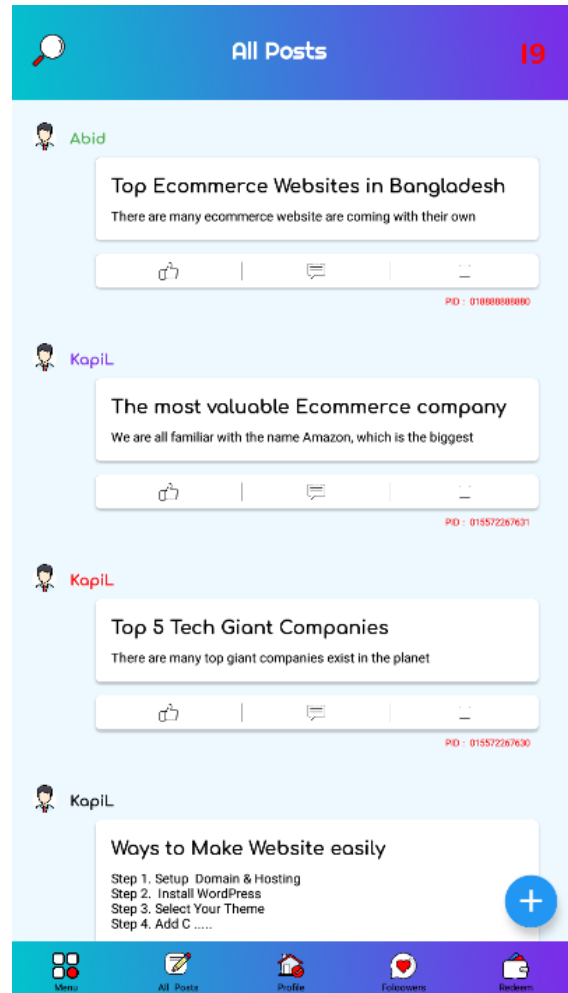 All Posts
I9
Abid
Top Ecommerce Websites in Bangladesh
There are many ecommerce website are coming with their own
PID : 018888888880
KapiL
The most valuable Ecommerce company
We are all familiar with the name Amazon, which is the biggest
PID : 015572267631
KapiL
Top 5 Tech Giant Companies
There are many top giant companies exist in the planet
PID : 015572267630
KapiL
Ways to Make Website easily
Step 1. Setup Domain & Hosting
Step 2. Install WordPress
Step 3. Select Your Theme
Step 4. Add C .....
Menu All Posts Profile Foloowers Redeem